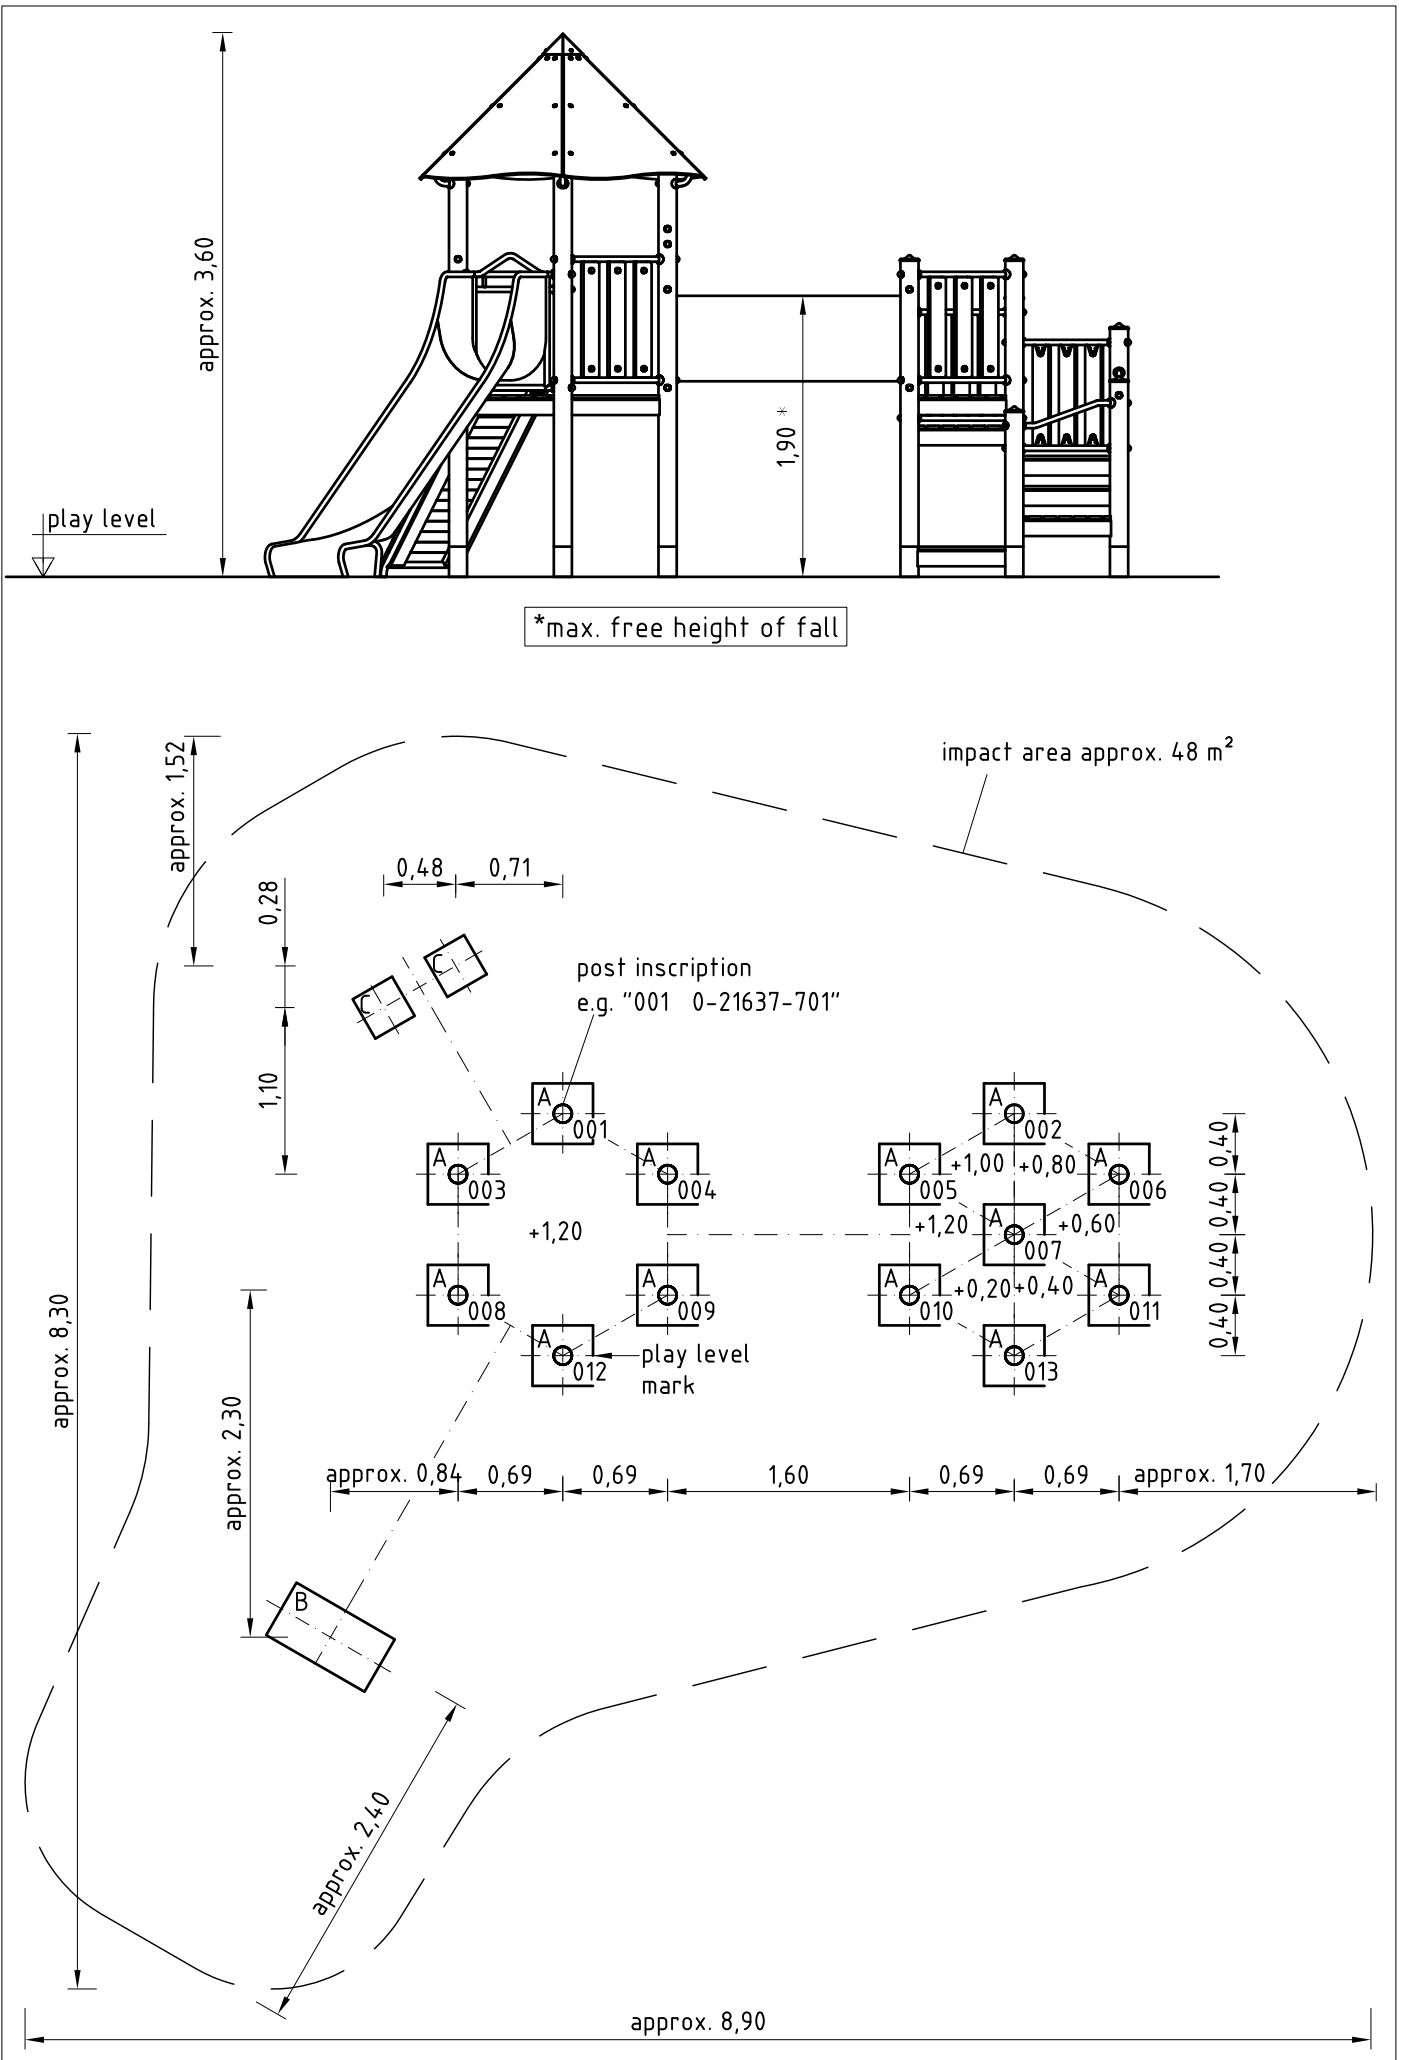 approx. 3,60
1,90 *
play level
*max. free height of fall
approx. 1,52
impact area approx. 48 m²
0,48
0,71
0,28
C
C
post inscription
e.g. "001 0-21637-701"
1,10
A
001
A
002
A
003
A
004
A
005
A
006
+1,00
+0,80
0,40
0,40
0,40
0,40
+1,20
+1,20
A
007
+0,60
A
008
A
009
A
010
+0,20
+0,40
A
011
A
012
A
013
play level
mark
approx. 8,30
approx. 2,30
approx. 0,84
0,69
0,69
1,60
0,69
0,69
approx. 1,70
B
approx. 2,40
approx. 8,90